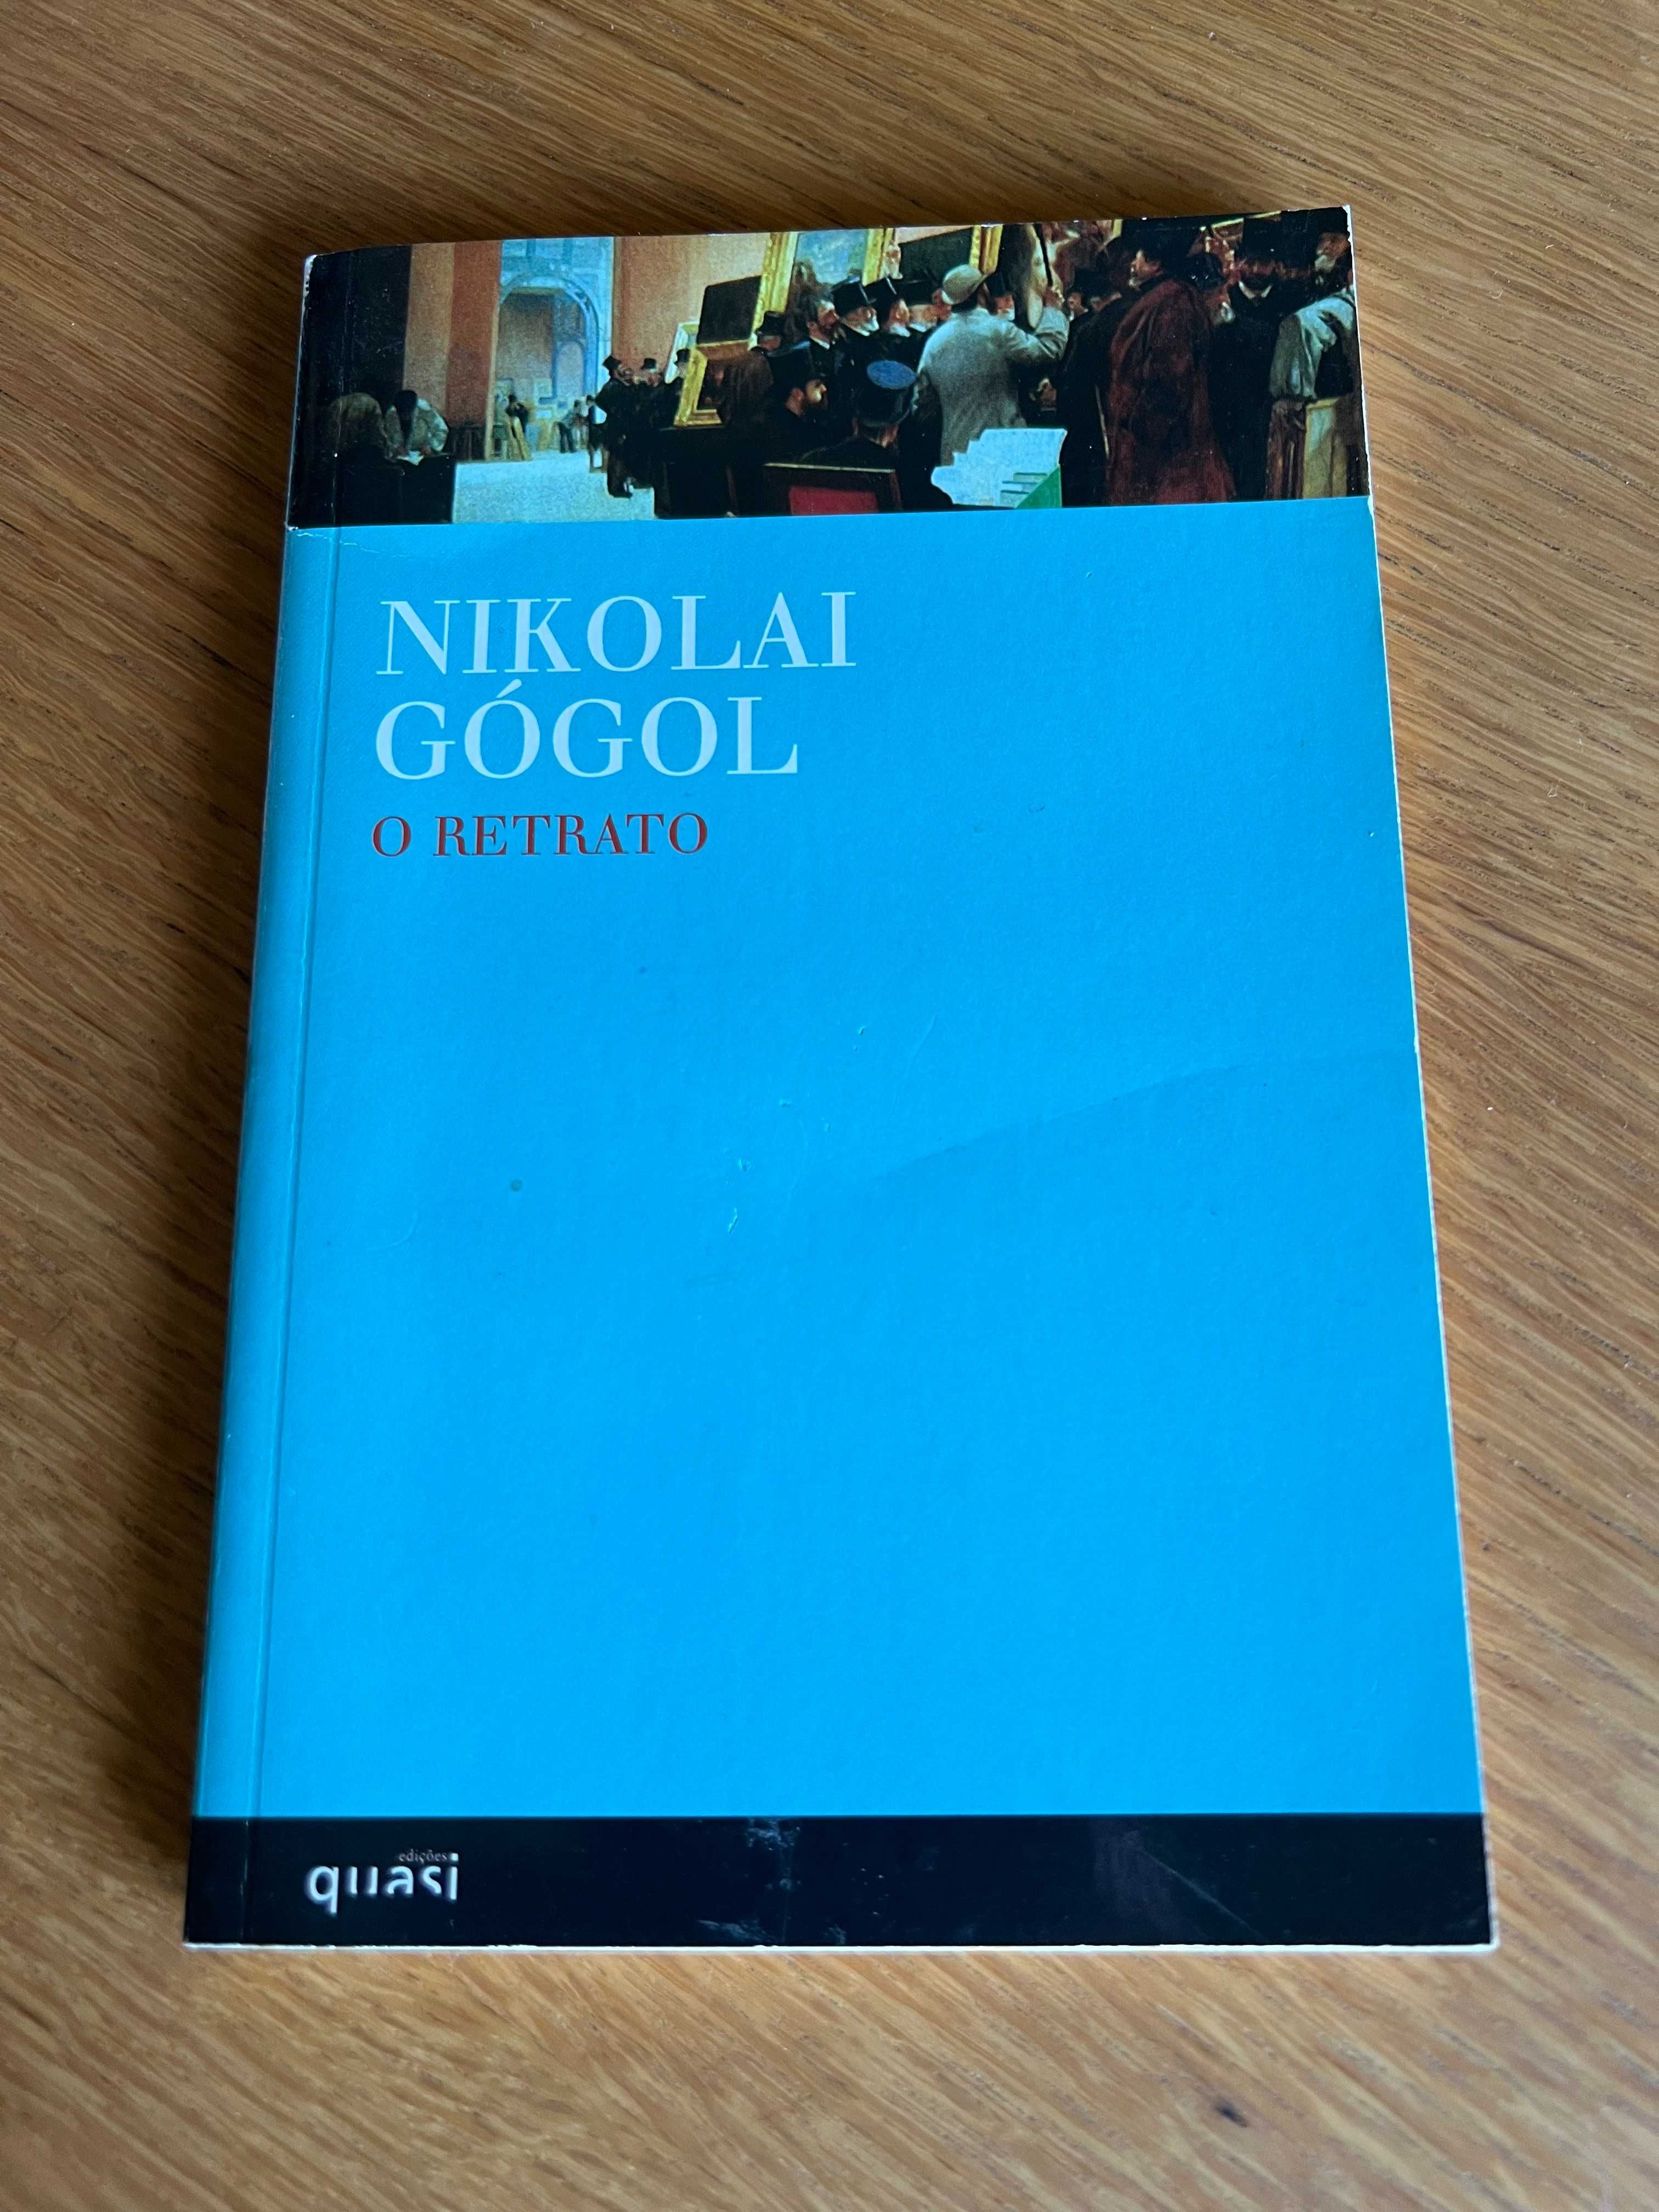 NIKOLAI
GÓGOL
O RETRATO
edições
quasi